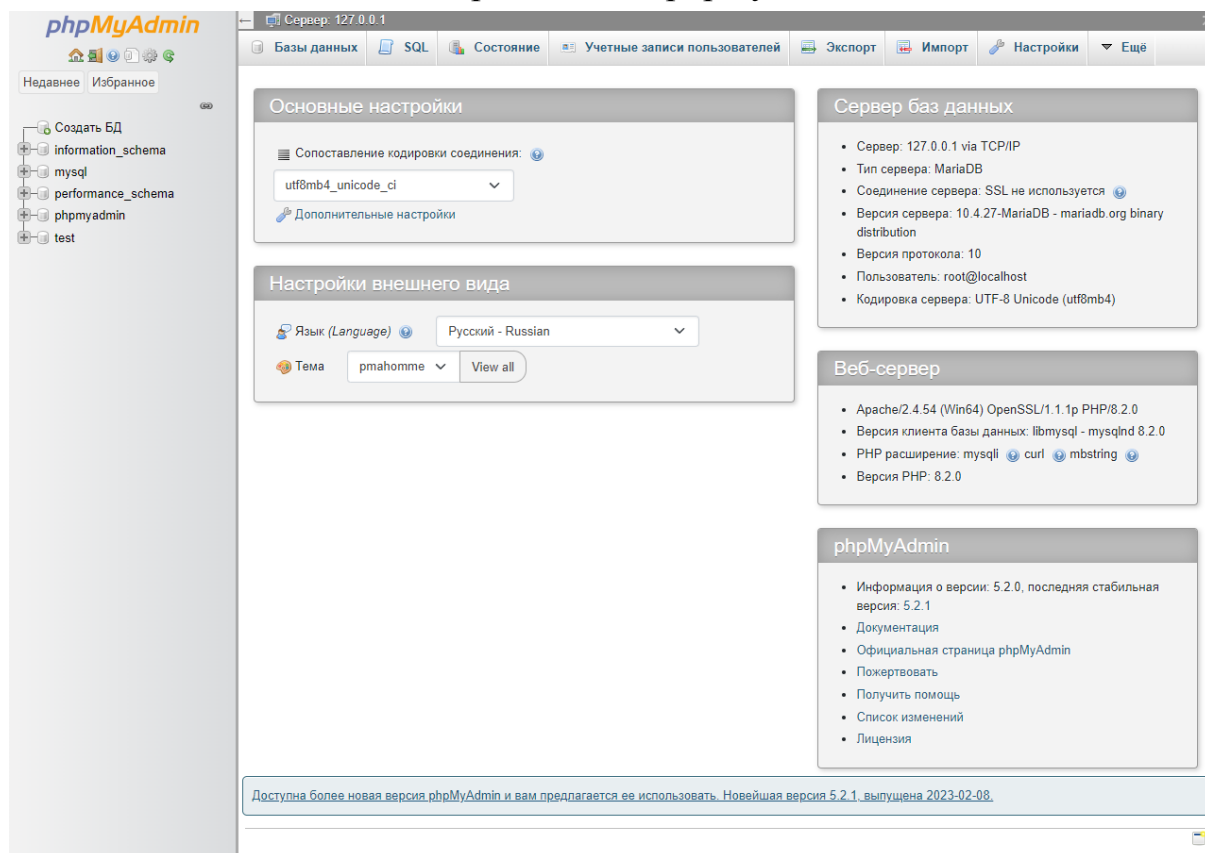 phpMyAdmin
Недавнее Избранное
Создать БД
information_schema
mysql
performance_schema
phpmyadmin
test
← Сервер: 127.0.0.1
Базы данных SQL Состояние Учетные записи пользователей Экспорт Импорт Настройки Ещё
Основные настройки
Сопоставление кодировки соединения:
utf8mb4_unicode_ci
Дополнительные настройки
Настройки внешнего вида
Язык (Language) Русский - Russian
Тема pmahomme View all
Сервер баз данных
• Сервер: 127.0.0.1 via TCP/IP
• Тип сервера: MariaDB
• Соединение сервера: SSL не используется
• Версия сервера: 10.4.27-MariaDB - mariadb.org binary
distribution
• Версия протокола: 10
• Пользователь: root@localhost
• Кодировка сервера: UTF-8 Unicode (utf8mb4)
Веб-сервер
• Apache/2.4.54 (Win64) OpenSSL/1.1.1p PHP/8.2.0
• Версия клиента базы данных: libmysql - mysqlnd 8.2.0
• PHP расширение: mysqli curl mbstring
• Версия PHP: 8.2.0
phpMyAdmin
• Информация о версии: 5.2.0, последняя стабильная
версия: 5.2.1
• Документация
• Официальная страница phpMyAdmin
• Пожертвовать
• Получить помощь
• Список изменений
• Лицензия
Доступна более новая версия phpMyAdmin и вам предлагается ее использовать. Новейшая версия 5.2.1, выпущена 2023-02-08.